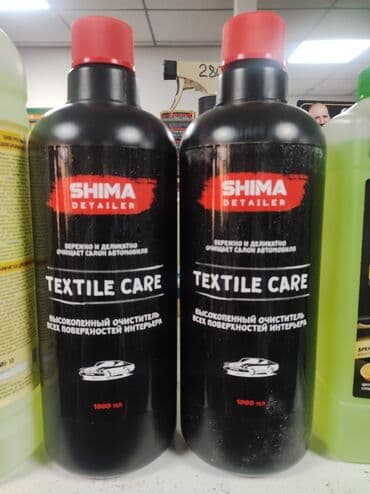 280
SHIMA
DETAILER
БЕРЕЖНО И ДЕЛИКАТНО
ОЧИЩАЕТ САЛОН АВТОМОБИЛЯ
TEXTILE CARE
ВЫСОКОПЕННЫЙ ОЧИСТИТЕЛЬ
ВСЕХ ПОВЕРХНОСТЕЙ ИНТЕРЬЕРА
1000 мл
SHIMA
DETAILER
БЕРЕЖНО И ДЕЛИКАТНО
ОЧИЩАЕТ САЛОН АВТОМОБИЛЯ
TEXTILE CARE
ВЫСОКОПЕННЫЙ ОЧИСТИТЕЛЬ
ВСЕХ ПОВЕРХНОСТЕЙ ИНТЕРЬЕРА
1000 мл